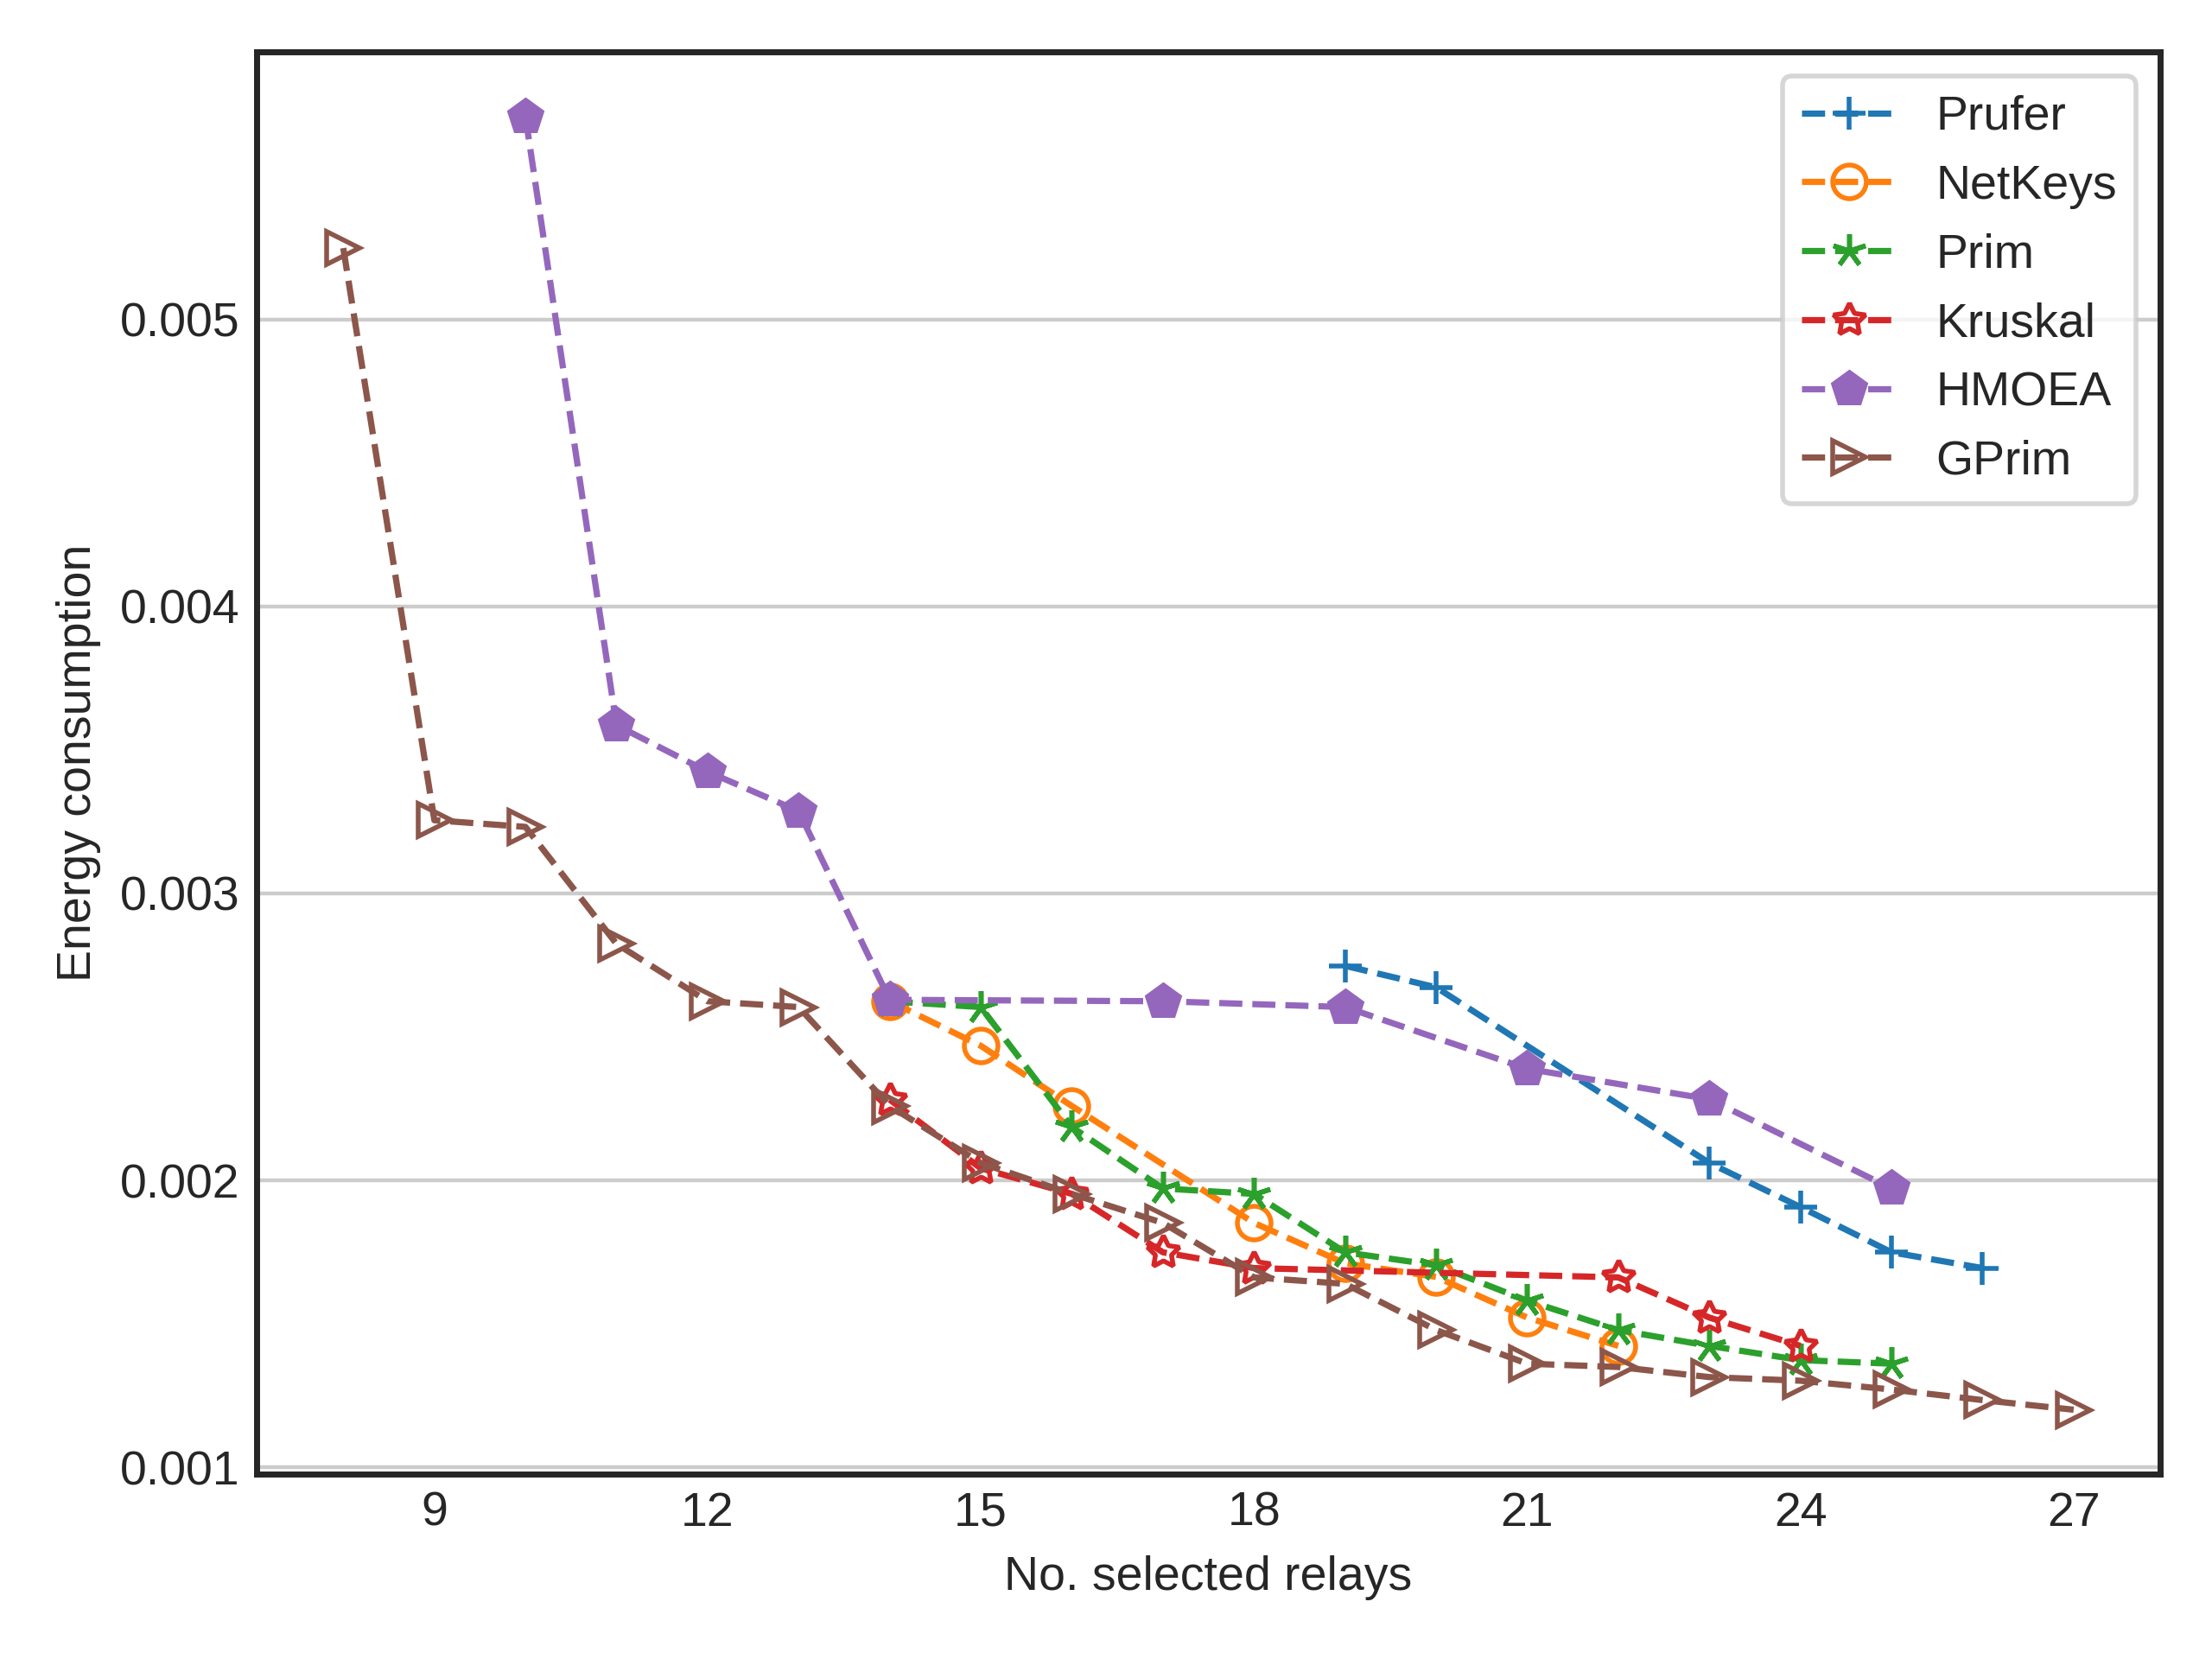 Prufer
NetKeys
Prim
Kruskal
HMOEA
GPrim
Energy consumption
0.005
0.004
0.003
0.002
0.001
9 12 15 18 21 24 27
No. selected relays